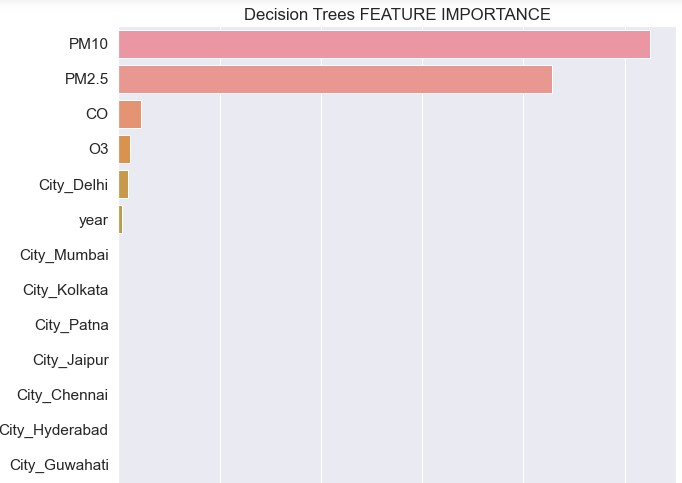 Decision Trees FEATURE IMPORTANCE
PM10
PM2.5
CO
O3
City_Delhi
year
City_Mumbai
City_Kolkata
City_Patna
City_Jaipur
City_Chennai
City_Hyderabad
City_Guwahati